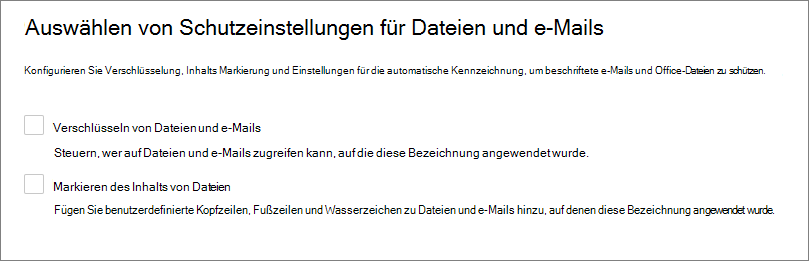 Auswählen von Schutzeinstellungen für Dateien und e-Mails
Konfigurieren Sie Verschlüsselung, Inhalts Markierung und Einstellungen für die automatische Kennzeichnung, um beschriftete e-Mails und Office-Dateien zu schützen.
Verschlüsseln von Dateien und e-Mails
Steuern, wer auf Dateien und e-Mails zugreifen kann, auf die diese Bezeichnung angewendet wurde.
Markieren des Inhalts von Dateien
Fügen Sie benutzerdefinierte Kopfzeilen, Fußzeilen und Wasserzeichen zu Dateien und e-Mails hinzu, auf denen diese Bezeichnung angewendet wurde.